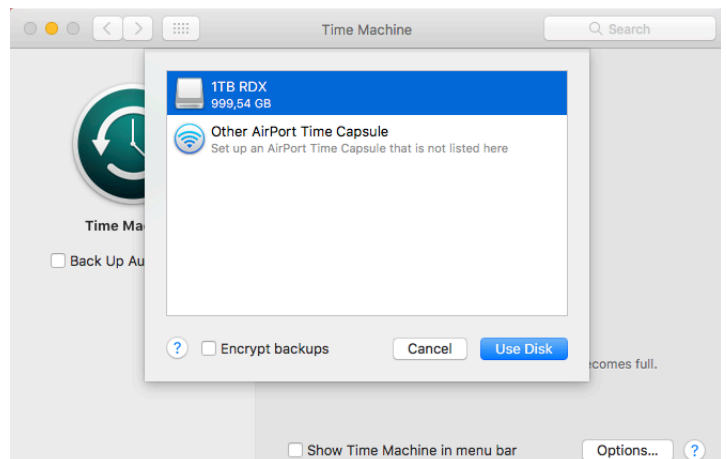 Time Machine
Search
1TB RDX
999,54 GB
Other AirPort Time Capsule
Set up an AirPort Time Capsule that is not listed here
Time Ma
Back Up Au
? Encrypt backups Cancel Use Disk
ecomes full.
Show Time Machine in menu bar Options... ?